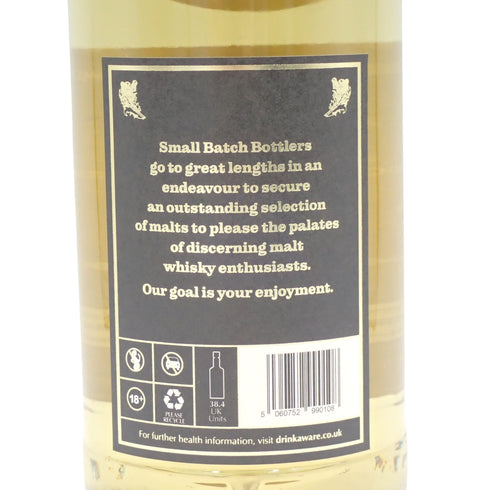 Small Batch Bottlers
go to great lengths in an
endeavour to secure
an outstanding selection
of malts to please the palates
of discerning malt
whisky enthusiasts.
Our goal is your enjoyment.
18+
PLEASE
RECYCLE
38.4
UK
Units
5 060752 990108
For further health information, visit drinkaware.co.uk